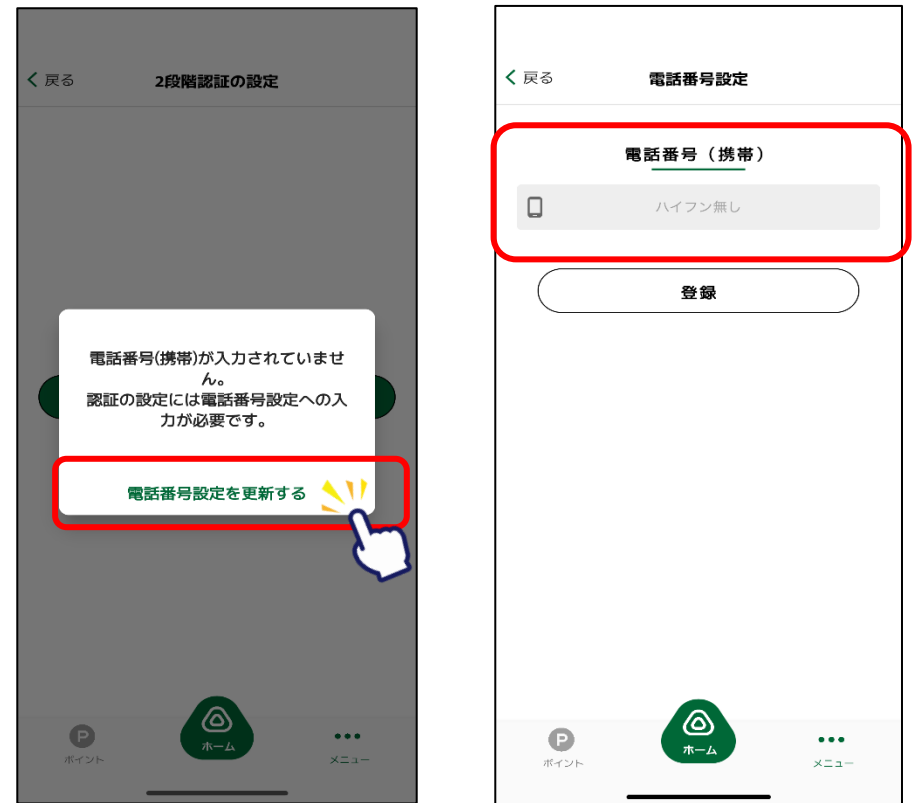 戻る
2段階認証の設定
電話番号(携帯)が入力されていませ
ん。
認証の設定には電話番号設定への入
力が必要です。
電話番号設定を更新する
P
ポイント
ホーム
メニュー
戻る
電話番号設定
電話番号（携帯）
ハイフン無し
登録
P
ポイント
ホーム
メニュー